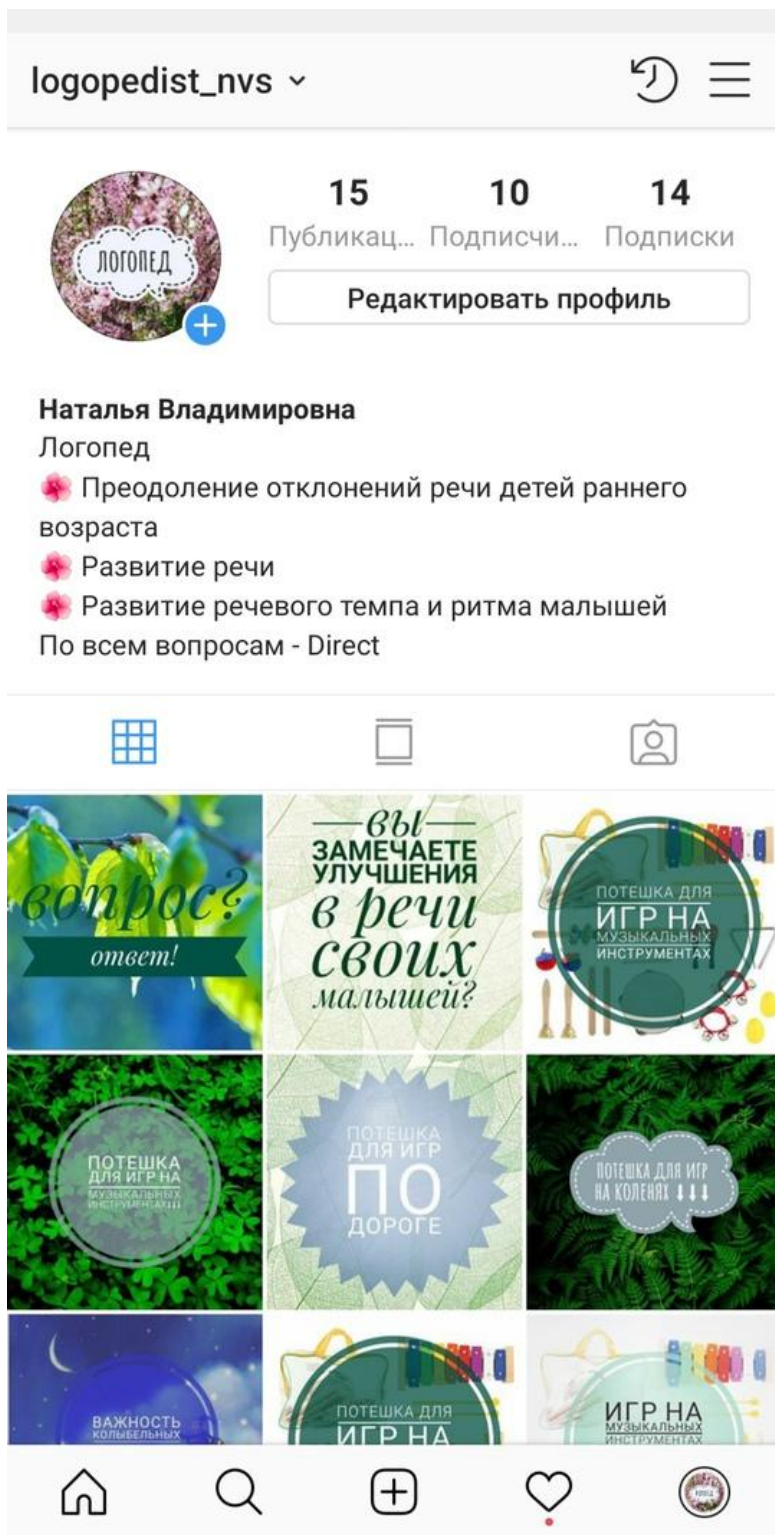 logopedist_nvs
15 10 14
Публикац... Подписчи... Подписки
ЛОГОПЕД
Редактировать профиль
Наталья Владимировна
Логопед
🌺 Преодоление отклонений речи детей раннего
возраста
🌺 Развитие речи
🌺 Развитие речевого темпа и ритма малышей
По всем вопросам - Direct
вопрос?
ответ!
вы
ЗАМЕЧАЕТЕ
УЛУЧШЕНИЯ
в речи
своих
малышей?
ПОТЕШКА ДЛЯ
ИГР НА
МУЗЫКАЛЬНЫХ
ИНСТРУМЕНТАХ
ПОТЕШКА
ДЛЯ ИГР НА
МУЗЫКАЛЬНЫХ
ИНСТРУМЕНТАХ⬇⬇⬇
ПОТЕШКА
ДЛЯ ИГР
ПО
ДОРОГЕ
ПОТЕШКА ДЛЯ ИГР
НА КОЛЕНЯХ ⬇⬇⬇
ВАЖНОСТЬ
КОЛЫБЕЛЬНЫХ
ПОТЕШКА ДЛЯ
ИГР НА
ИГР НА
МУЗЫКАЛЬНЫХ
ИНСТРУМЕНТАХ